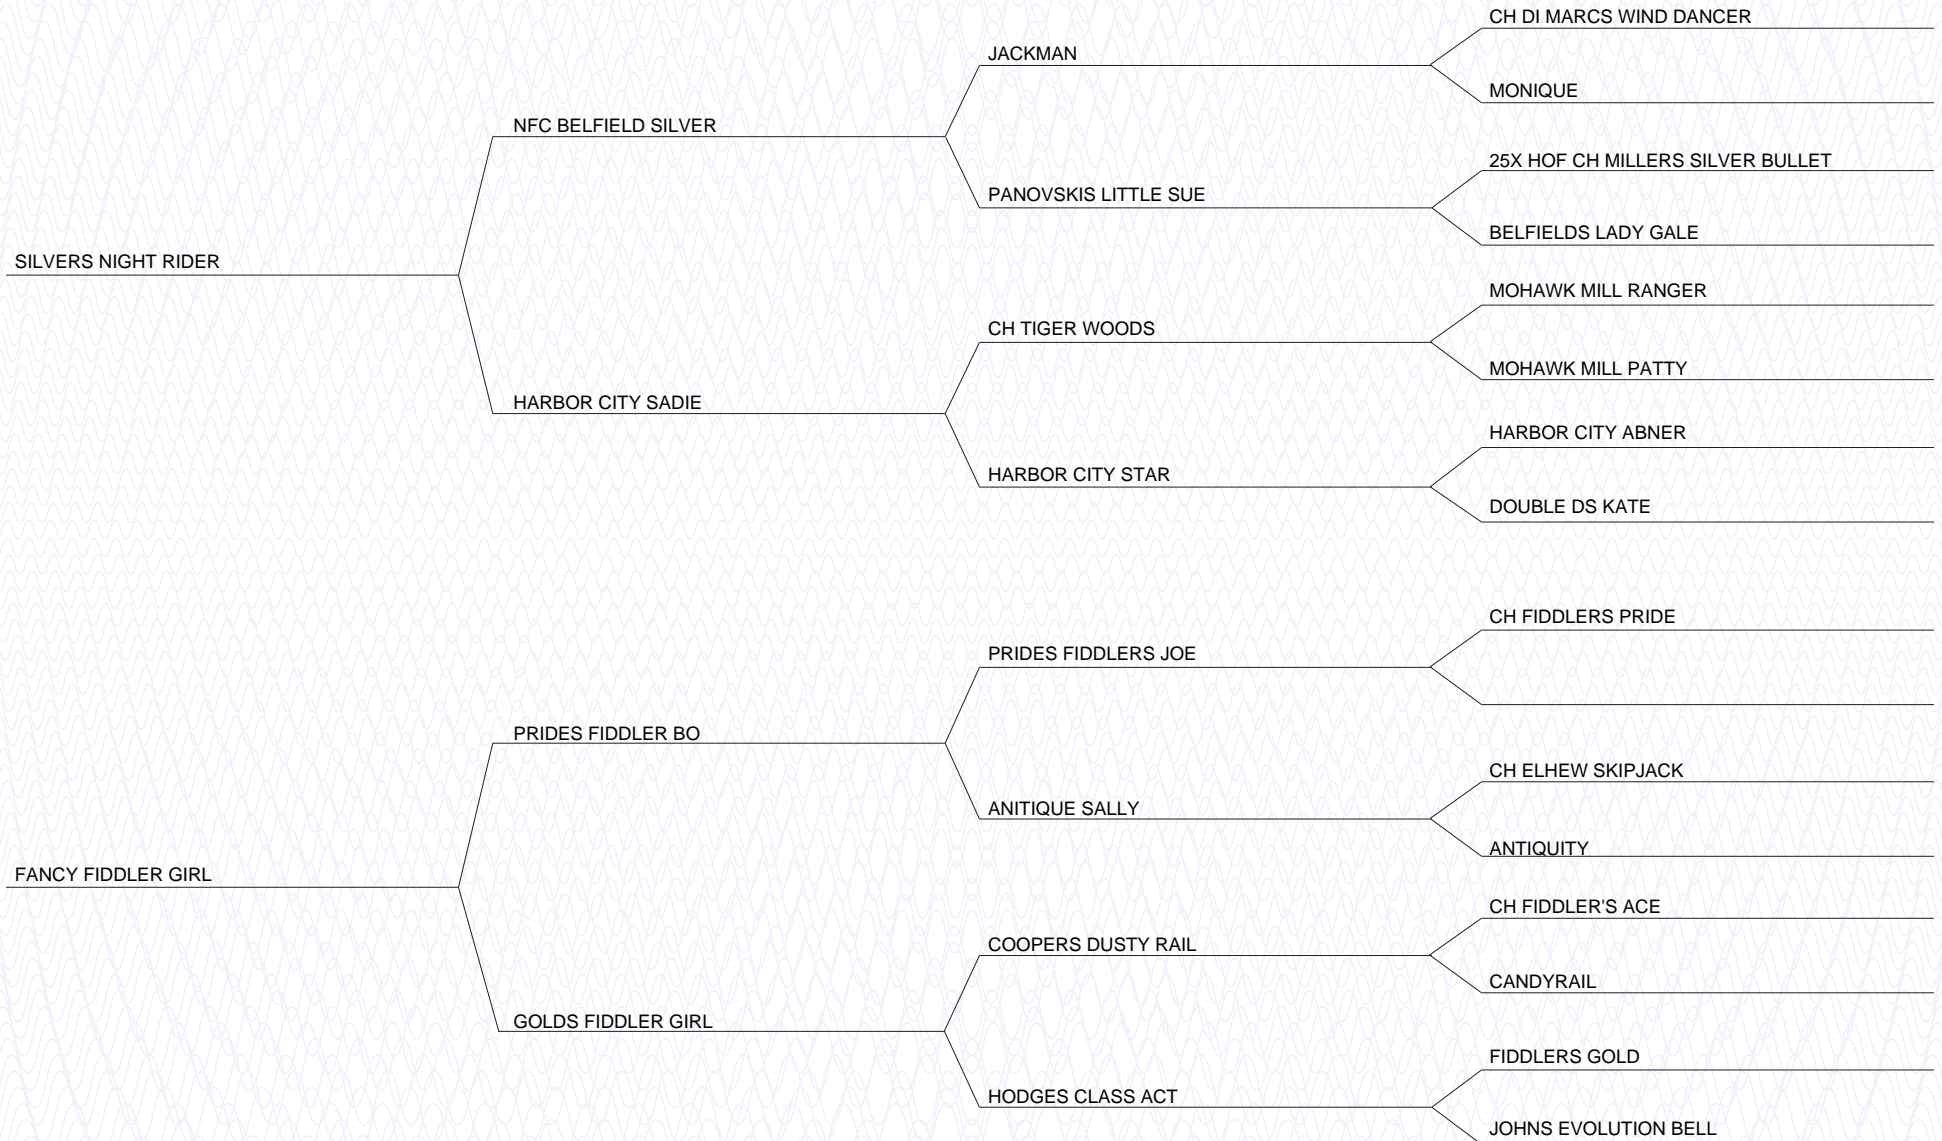 CH DI MARCS WIND DANCER
JACKMAN
MONIQUE
NFC BELFIELD SILVER
25X HOF CH MILLERS SILVER BULLET
PANOVSKIS LITTLE SUE
BELFIELDS LADY GALE
SILVERS NIGHT RIDER
MOHAWK MILL RANGER
CH TIGER WOODS
MOHAWK MILL PATTY
HARBOR CITY SADIE
HARBOR CITY ABNER
HARBOR CITY STAR
DOUBLE DS KATE
CH FIDDLERS PRIDE
PRIDES FIDDLERS JOE
PRIDES FIDDLER BO
CH ELHEW SKIPJACK
ANITIQUE SALLY
ANTIQUITY
FANCY FIDDLER GIRL
CH FIDDLER'S ACE
COOPERS DUSTY RAIL
CANDYRAIL
GOLDS FIDDLER GIRL
FIDDLERS GOLD
HODGES CLASS ACT
JOHNS EVOLUTION BELL